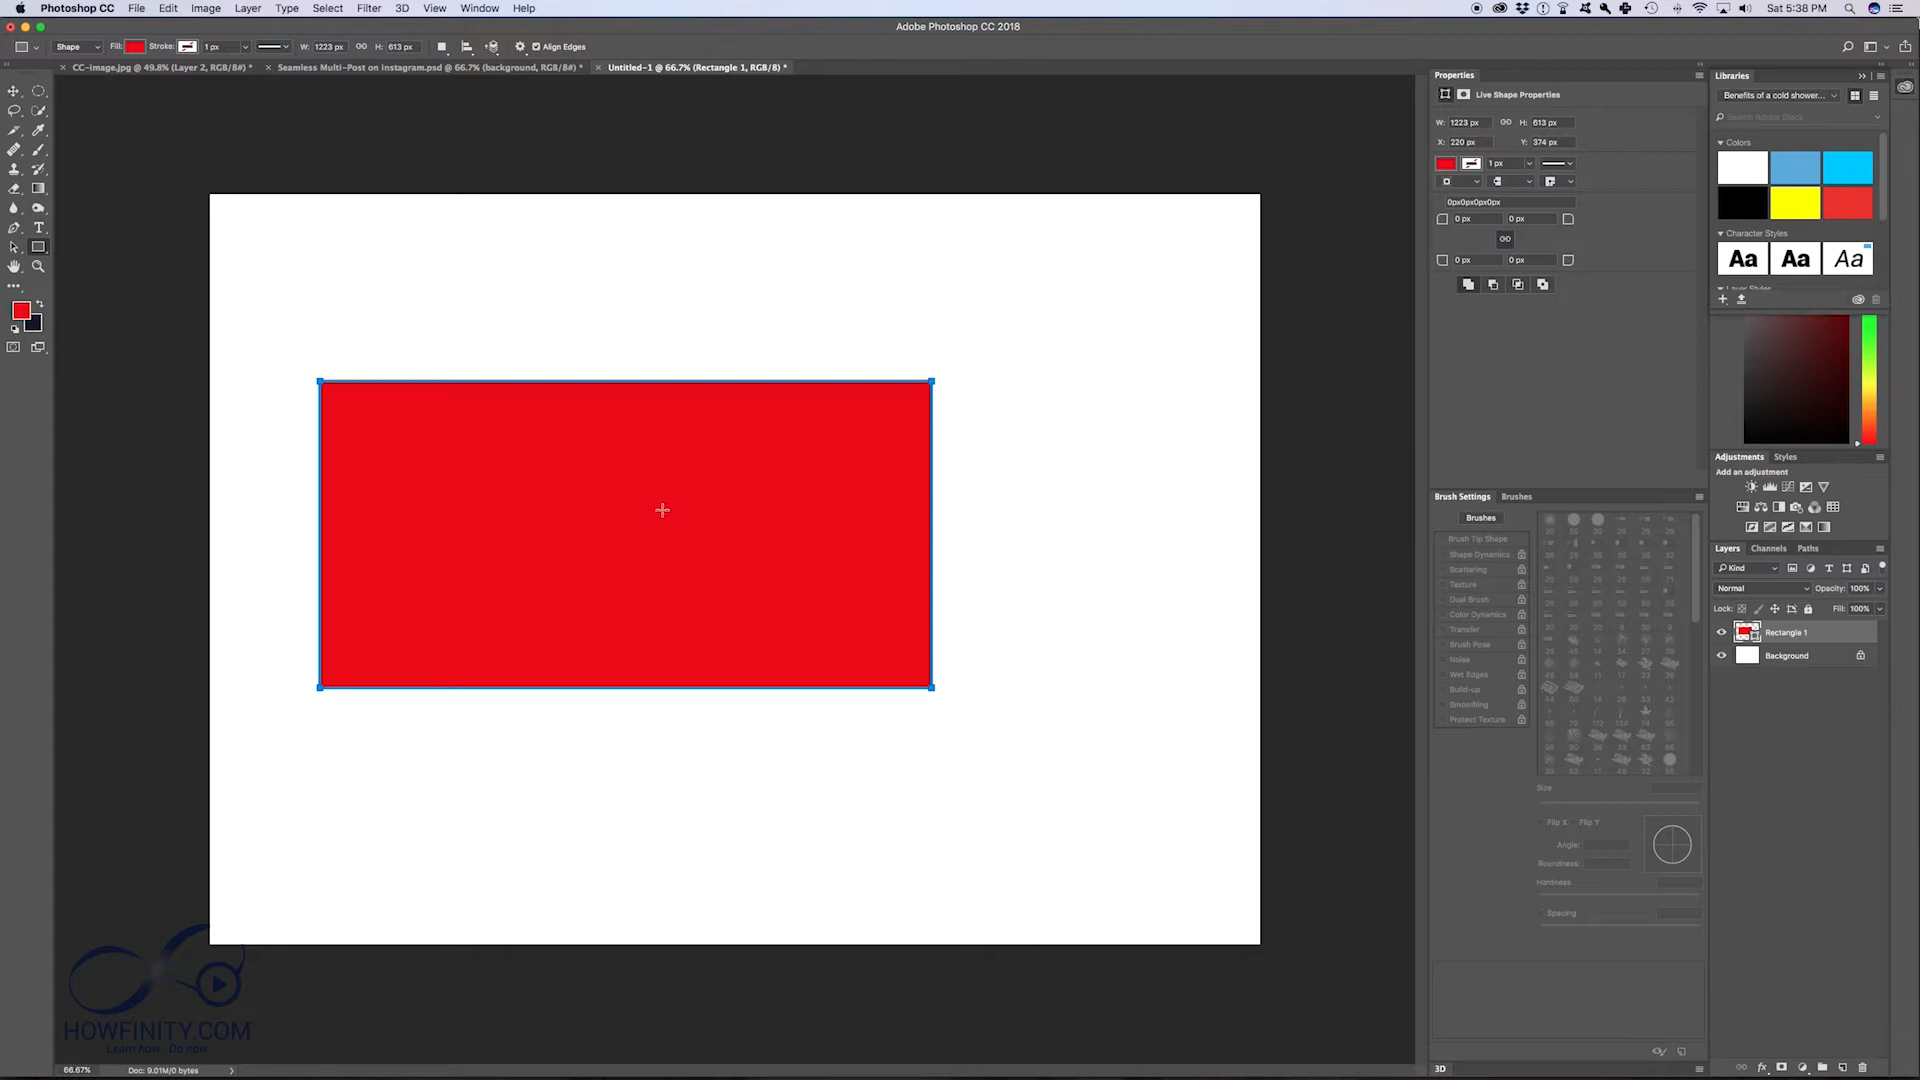 Photoshop CC File Edit Image Layer Type Select Filter 3D View Window Help Sat 5:38 PM
Adobe Photoshop CC 2018
Shape Fill: Stroke: 1 px W: 1223 px H: 613 px Align Edges
CC-image.jpg @ 49.8% (Layer 2, RGB/8#) * Seamless Multi-Post on instagram.psd @ 66.7% (background, RGB/8#) * Untitled-1 @ 66.7% (Rectangle 1, RGB/8) *
Properties
Live Shape Properties
W: 1223 px H: 613 px
X: 220 px Y: 374 px
1 px
0px0px0px0px
0 px 0 px
0 px 0 px
Brush Settings Brushes
Brushes
Brush Tip Shape
Shape Dynamics
Scattering
Texture
Dual Brush
Color Dynamics
Transfer
Brush Pose
Noise
Wet Edges
Build-up
Smoothing
Protect Texture
Size
Flip X Flip Y
Angle:
Roundness:
Hardness
Spacing
3D
Libraries
Benefits of a cold shower...
Search Adobe Stock
Colors
Character Styles
Aa Aa Aa
Layer Styles
Adjustments Styles
Add an adjustment
Layers Channels Paths
Kind
Normal Opacity: 100%
Lock: Fill: 100%
Rectangle 1
Background
HOWFINITY.COM
Learn how . Do now
66.67% Doc: 9.01M/0 bytes